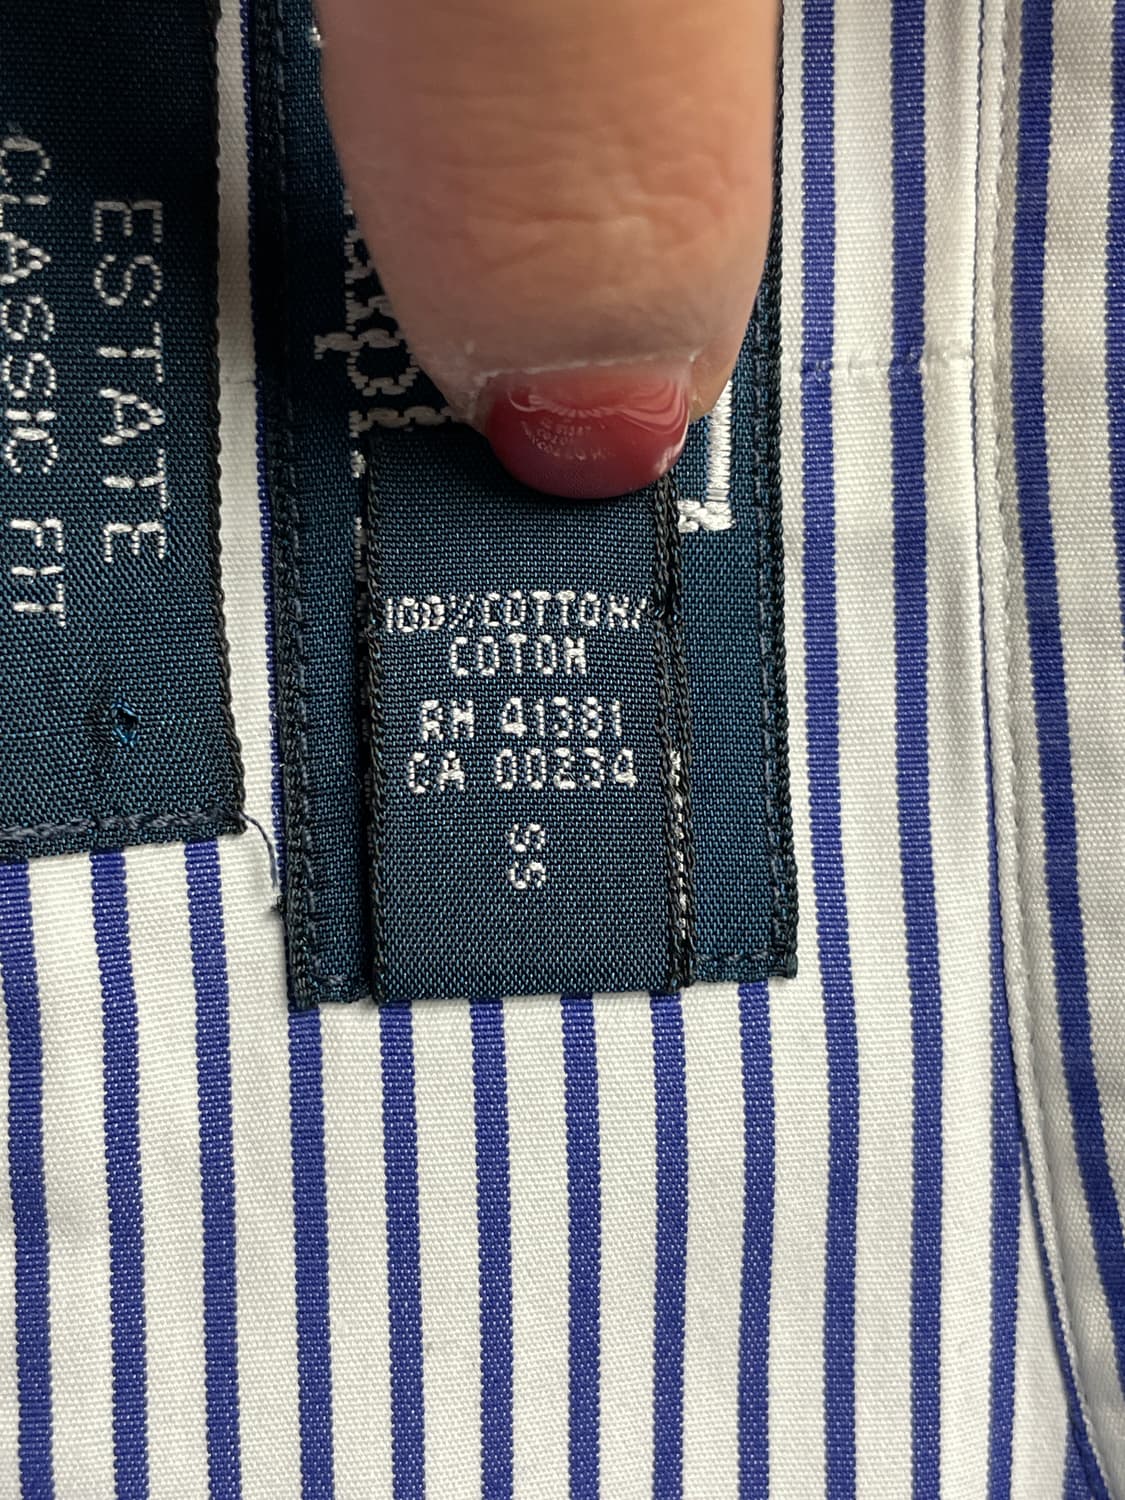 ESTATE
CLASSIC FIT
100%COTTON/
COTON
RN 41381
CA 00234
SS